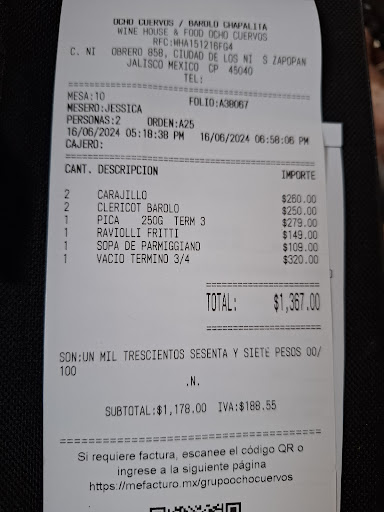 OCHO CUERVOS / BAROLO CHAPALITA
WINE HOUSE & FOOD OCHO CUERVOS
RFC:WHA151218FG4
C. NI OBRERO 858, CIUDAD DE LOS NI S ZAPOPAN
JALISCO MEXICO CP 45040
TEL:
MESA:10 FOLIO:A38067
MESERO:JESSICA
PERSONAS:2 ORDEN:A25
16/06/2024 05:18:38 PM 16/06/2024 06:58:06 PM
CAJERO:
CANT. DESCRIPCION IMPORTE
2 CARAJILLO $260.00
2 CLERICOT BAROLO $250.00
1 PICA 250G TERM 3 $279.00
1 RAVIOLLI FRITTI $149.00
1 SOPA DE PARMIGGIANO $109.00
1 VACIO TERMINO 3/4 $320.00
TOTAL: $1,367.00
SON:UN MIL TRESCIENTOS SESENTA Y SIETE PESOS 00/
100
.N.
SUBTOTAL:$1,178.00 IVA:$188.55
Si requiere factura, escanee el código QR o
ingrese a la siguiente página
https://mefacturo.mx/grupoochocuervos